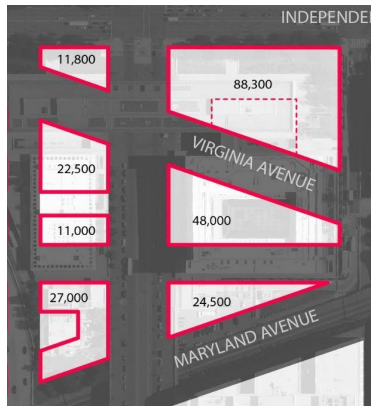 INDEPENDE
11,800
88,300
VIRGINIA AVENUE
22,500
11,000
48,000
27,000
24,500
MARYLAND AVENUE